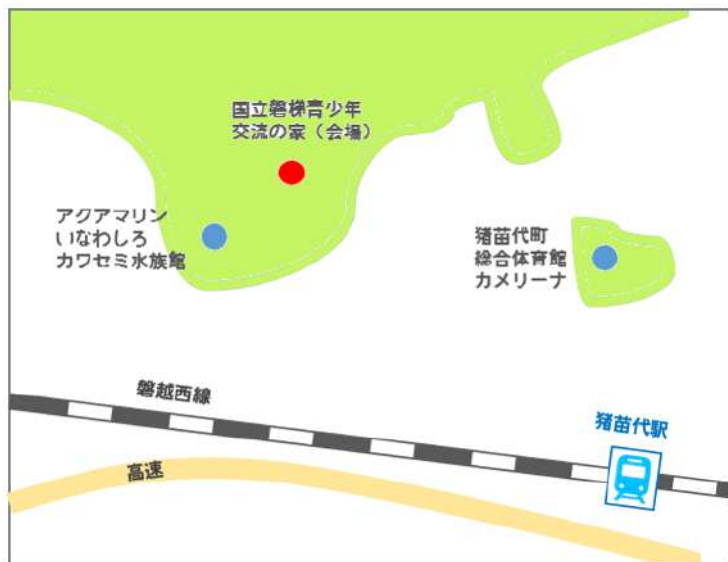 国立磐梯青少年
交流の家（会場）
アクアマリン
いなわしろ
カワセミ水族館
猪苗代町
総合体育館
カメリーナ
磐越西線
猪苗代駅
高速